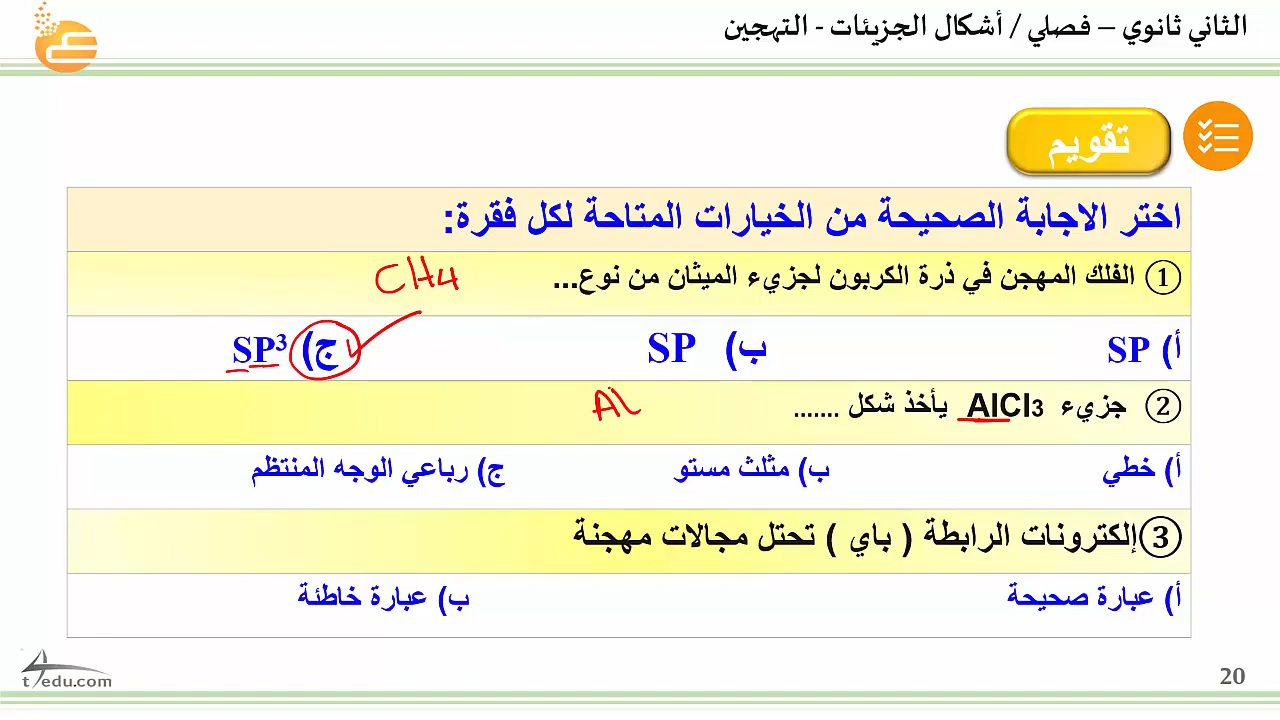 الثاني ثانوي – فصلي / أشكال الجزيئات - التهجين
تقويم
اختر الاجابة الصحيحة من الخيارات المتاحة لكل فقرة:
① الفلك المهجن في ذرة الكربون لجزيء الميثان من نوع... CH4
أ) SP ب) SP ج) SP³
② جزيء AlCl3 يأخذ شكل ....... Al
أ) خطي ب) مثلث مستو ج) رباعي الوجه المنتظم
③ إلكترونات الرابطة ( باي ) تحتل مجالات مهجنة
أ) عبارة صحيحة ب) عبارة خاطئة
t4edu.com
20